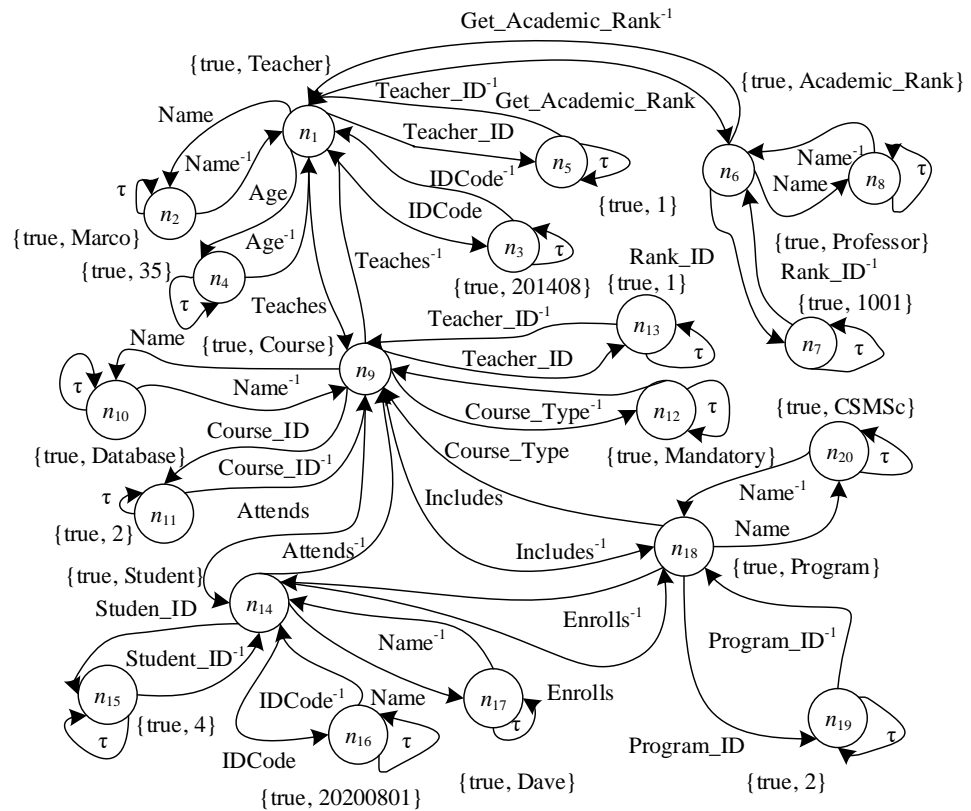 Get_Academic_Rank-1
{true, Teacher}
Teacher_ID-1
Get_Academic_Rank
{true, Academic_Rank}
Name
n1
Teacher_ID
n5
τ
n6
Name-1
Name
n8
τ
Name-1
IDCode-1
{true, 1}
τ
n2
Age
IDCode
{true, Marco}
Age-1
n3
τ
{true, Professor}
{true, 35}
n4
Teaches-1
{true, 201408}
Rank_ID
Rank_ID-1
τ
Teaches
{true, 1}
{true, 1001}
Teacher_ID-1
n13
τ
n7
τ
Name
{true, Course}
n9
Teacher_ID
τ
n10
Name-1
Course_Type-1
n12
τ
{true, CSMSc}
Course_ID
{true, Database}
Course_ID-1
Course_Type
{true, Mandatory}
n20
τ
τ
n11
Name-1
{true, 2}
Attends
Includes
Name
Attends-1
Includes-1
n18
{true, Student}
{true, Program}
Studen_ID
n14
Enrolls-1
Student_ID-1
Name-1
Program_ID-1
n15
IDCode-1
Name
n17
Enrolls
τ
{true, 4}
n16
τ
τ
n19
τ
IDCode
Program_ID
{true, Dave}
{true, 2}
{true, 20200801}